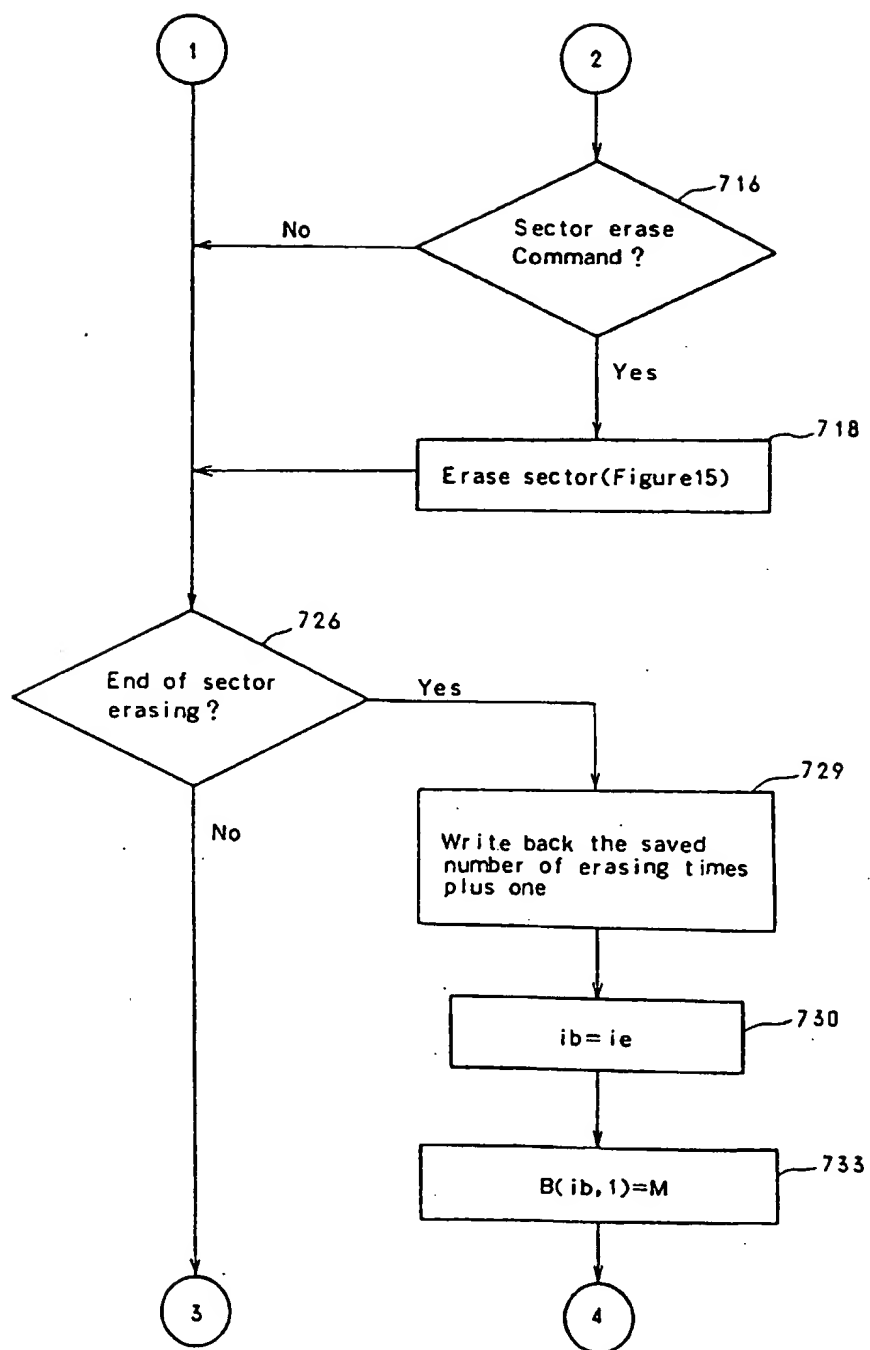 1
2
716
Sector erase
Command?
No
Yes
718
Erase sector(Figure15)
726
End of sector
erasing?
Yes
No
729
Write back the saved
number of erasing times
plus one
730
ib=ie
733
B(ib,1)=M
3
4